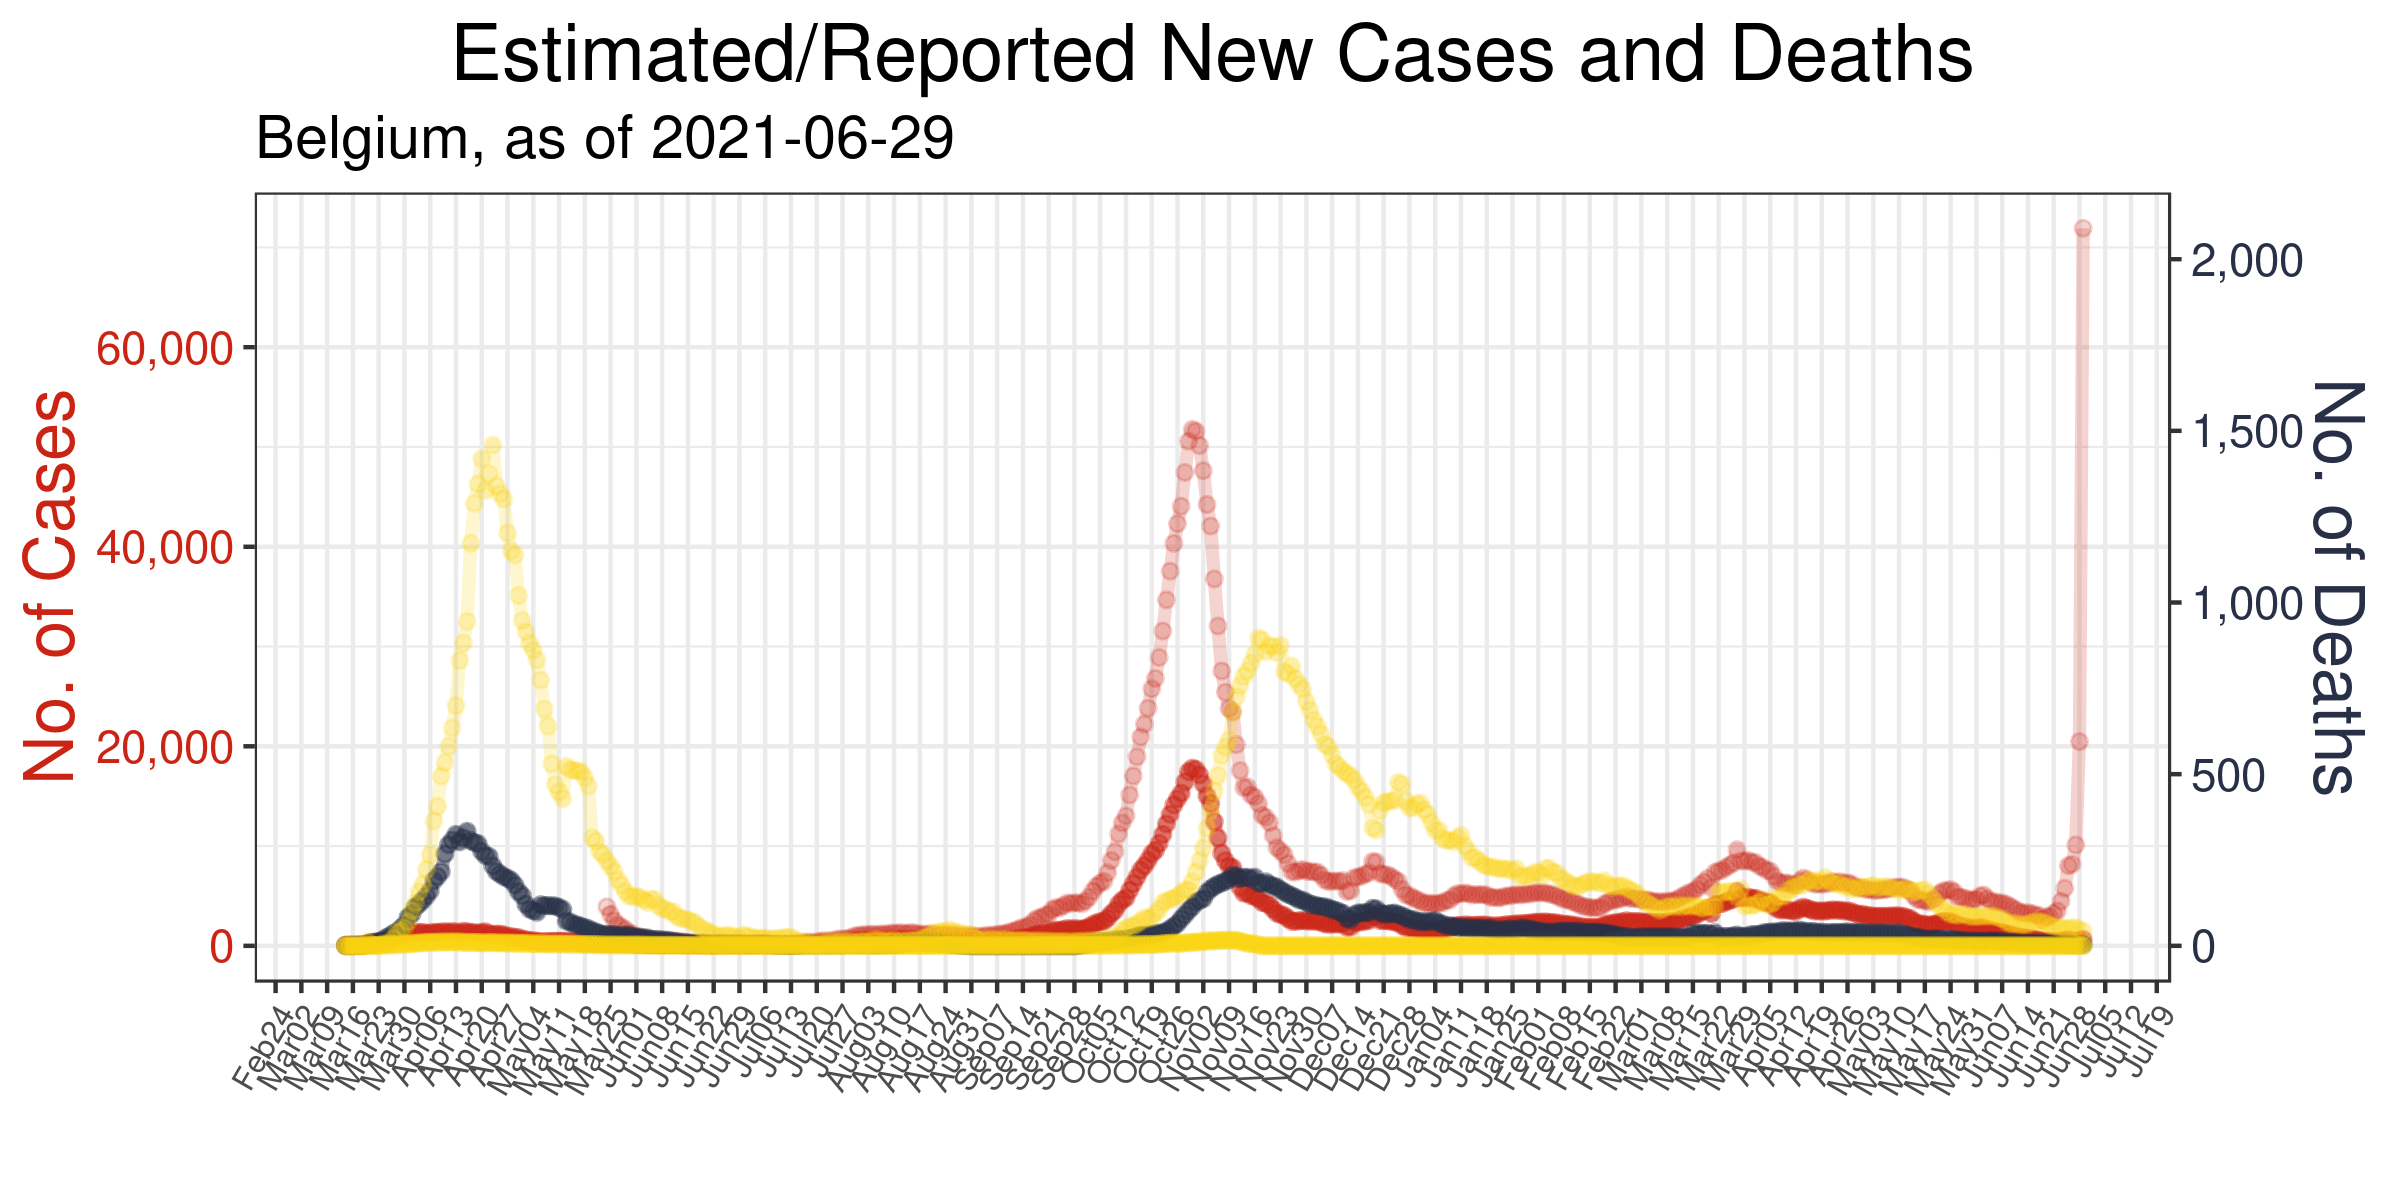 Estimated/Reported New Cases and Deaths
Belgium, as of 2021-06-29
No. of Cases
60,000
40,000
20,000
0
2,000
1,500
1,000
500
0
No. of Deaths
Feb24
Mar02
Mar09
Mar16
Mar23
Mar30
Apr06
Apr13
Apr20
Apr27
May04
May11
May18
May25
Jun01
Jun08
Jun15
Jun22
Jun29
Jul06
Jul13
Jul20
Jul27
Aug03
Aug10
Aug17
Aug24
Aug31
Sep07
Sep14
Sep21
Sep28
Oct05
Oct12
Oct19
Oct26
Nov02
Nov09
Nov16
Nov23
Nov30
Dec07
Dec14
Dec21
Dec28
Jan04
Jan11
Jan18
Jan25
Feb01
Feb08
Feb15
Feb22
Mar01
Mar08
Mar15
Mar22
Mar29
Apr05
Apr12
Apr19
Apr26
May03
May10
May17
May24
May31
Jun07
Jun14
Jun21
Jun28
Jul05
Jul12
Jul19